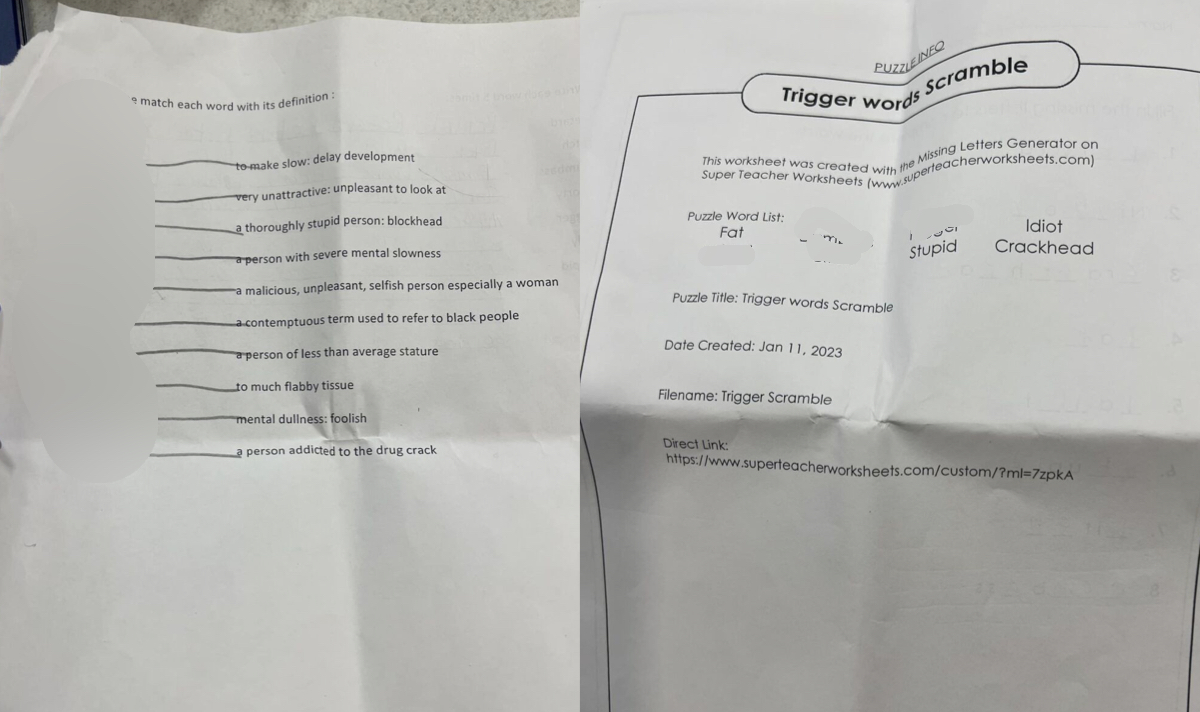 match each word with its definition :
to make slow: delay development
very unattractive: unpleasant to look at
a thoroughly stupid person: blockhead
a person with severe mental slowness
a malicious, unpleasant, selfish person especially a woman
a contemptuous term used to refer to black people
a person of less than average stature
to much flabby tissue
mental dullness: foolish
a person addicted to the drug crack
PUZZLE INFO
Trigger words Scramble
This worksheet was created with the Missing Letters Generator on
Super Teacher Worksheets (www.superteacherworksheets.com)
Puzzle Word List:
Fat Idiot
Stupid Crackhead
Puzzle Title: Trigger words Scramble
Date Created: Jan 11, 2023
Filename: Trigger Scramble
Direct Link:
https://www.superteacherworksheets.com/custom/?ml=7zpkA